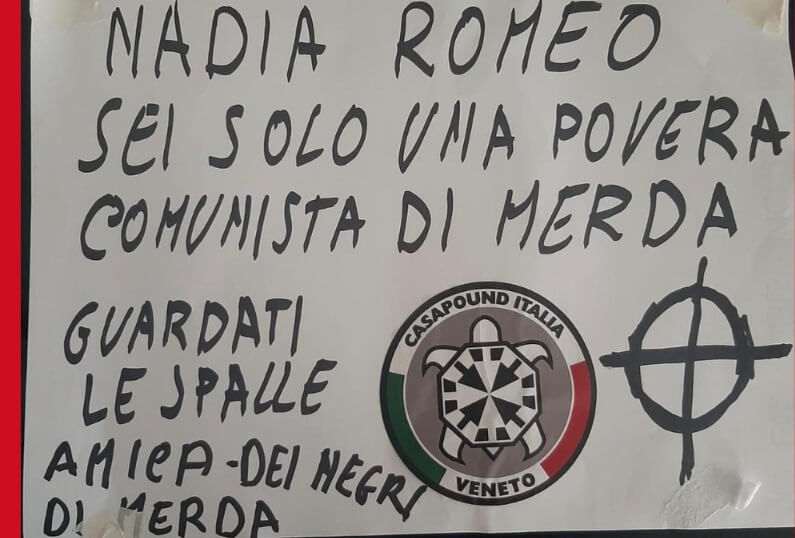 NADIA ROMEO
SEI SOLO UNA POVERA
COMUNISTA DI MERDA
GUARDATI
LE SPALLE
AMICA-DEI NEGRI
DI MERDA
CASAPOUND ITALIA
VENETO